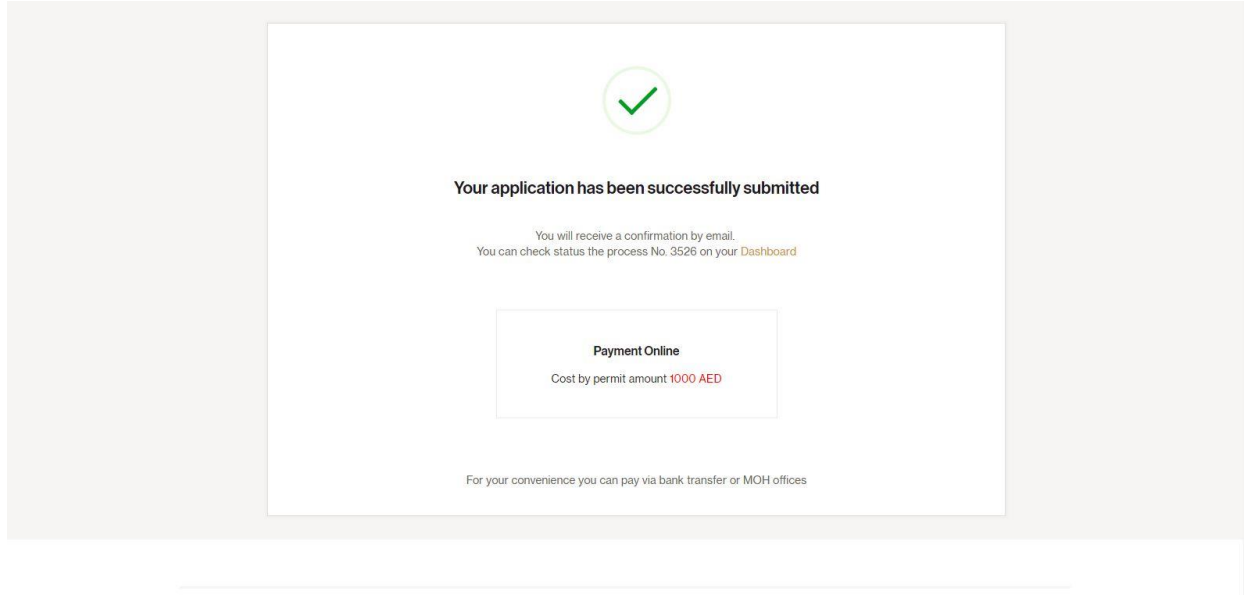 Your application has been successfully submitted
You will receive a confirmation by email.
You can check status the process No. 3526 on your Dashboard
Payment Online
Cost by permit amount 1000 AED
For your convenience you can pay via bank transfer or MOH offices